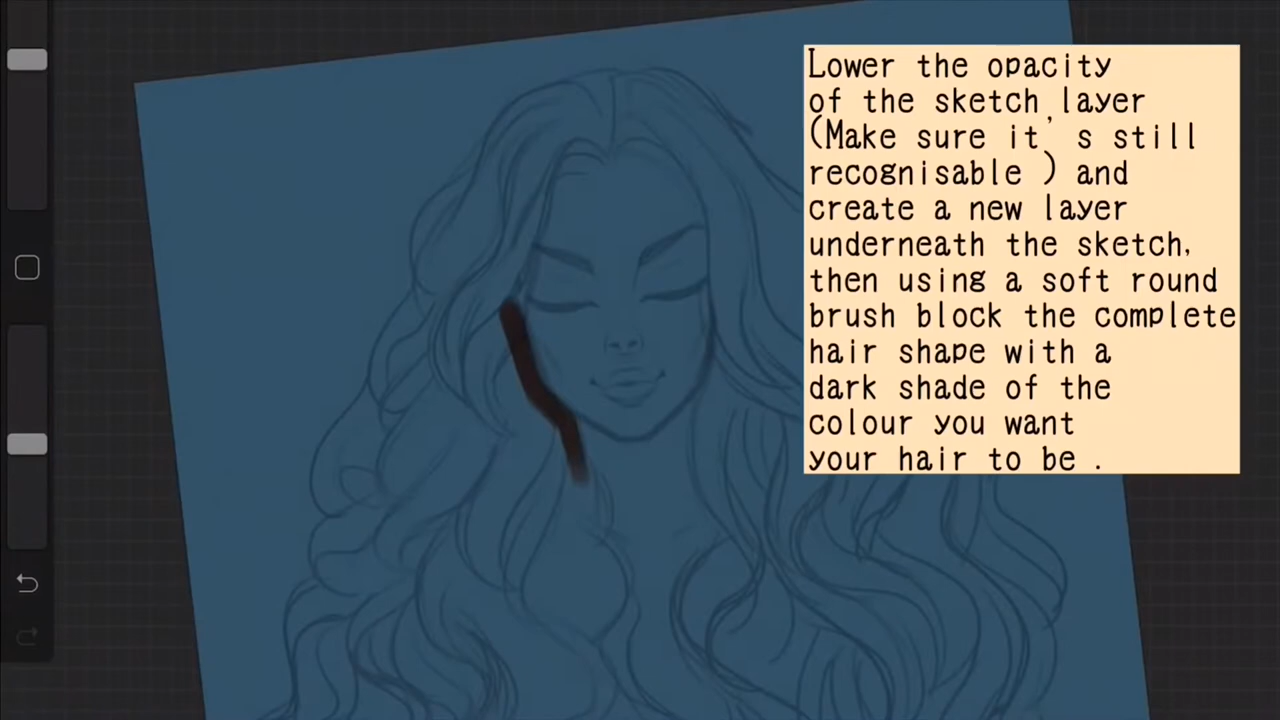 Lower the opacity
of the sketch layer
(Make sure it's still
recognisable ) and
create a new layer
underneath the sketch,
then using a soft round
brush block the complete
hair shape with a
dark shade of the
colour you want
your hair to be .